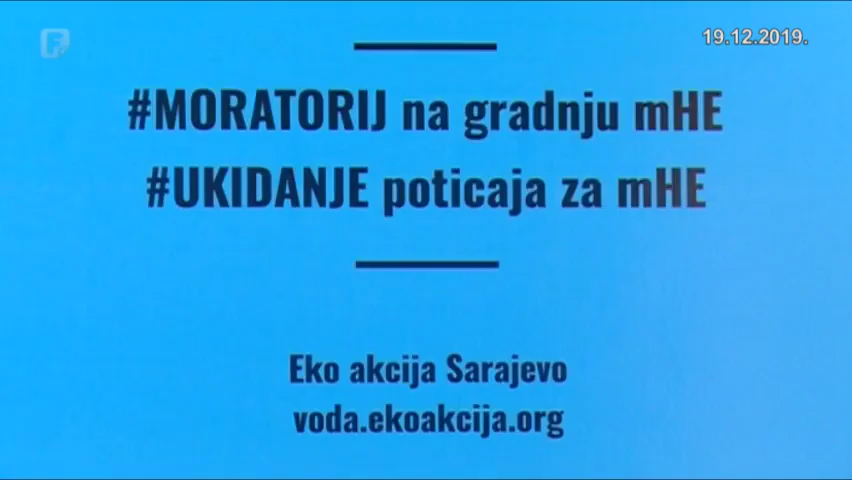 19.12.2019.
#MORATORIJ na gradnju mHE
#UKIDANJE poticaja za mHE
Eko akcija Sarajevo
voda.ekoakcija.org